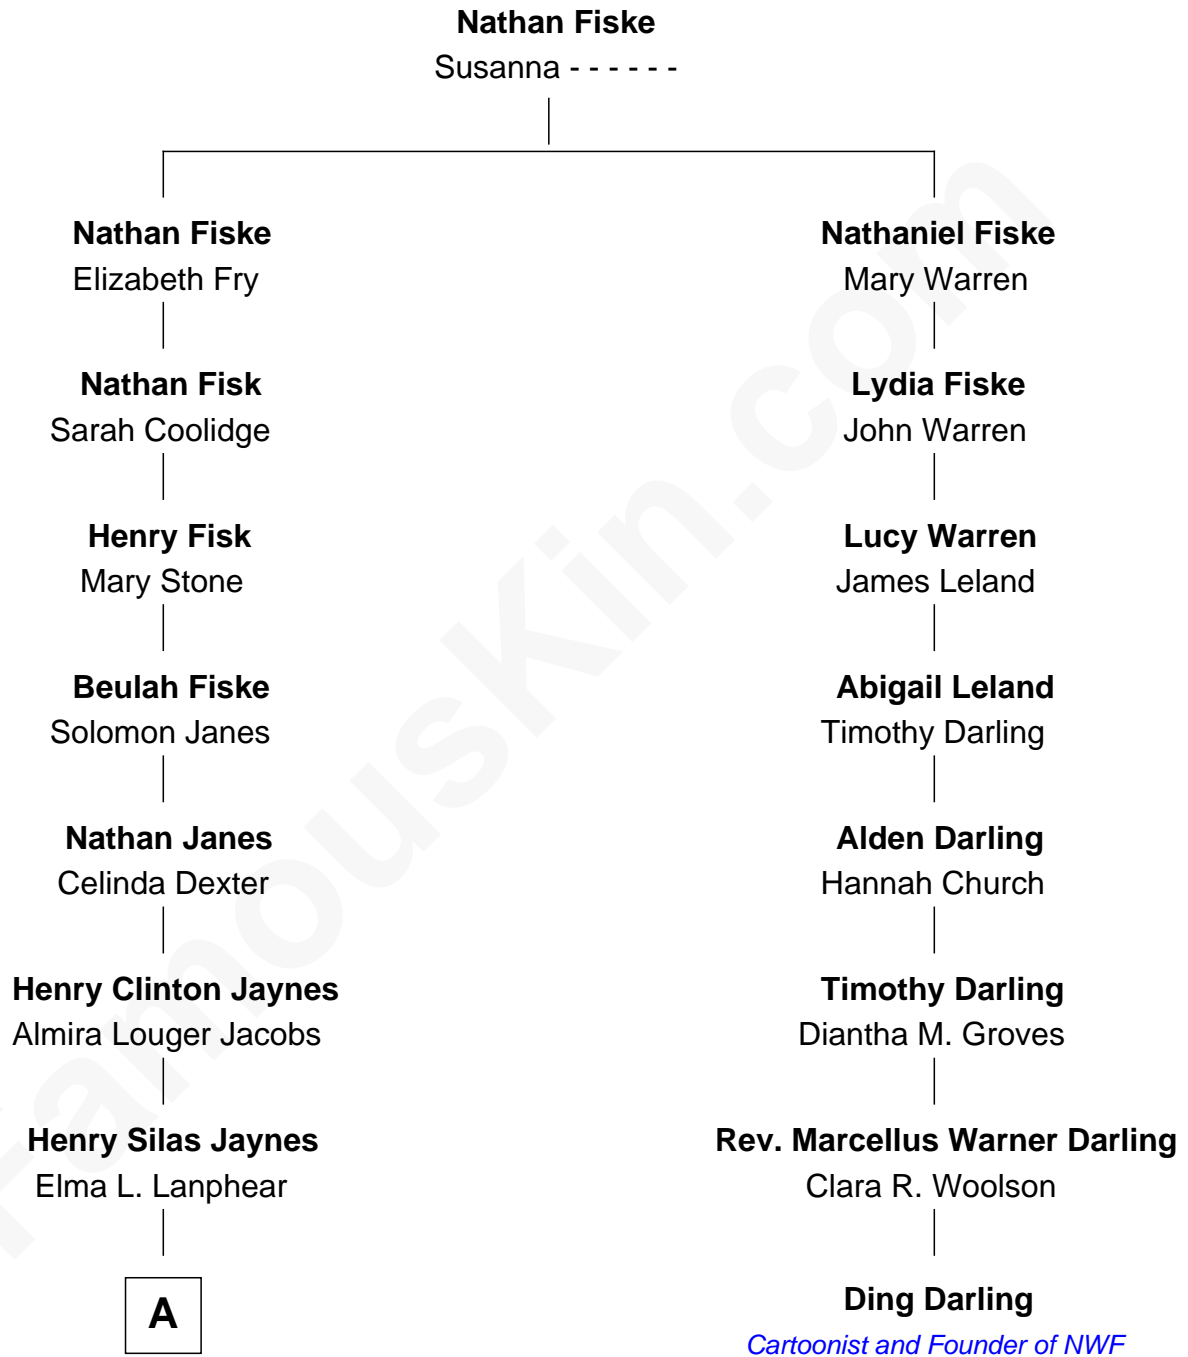 Nathan Fiske
Susanna - - - - - -
Nathan Fiske
Elizabeth Fry
Nathan Fisk
Sarah Coolidge
Henry Fisk
Mary Stone
Beulah Fiske
Solomon Janes
Nathan Janes
Celinda Dexter
Henry Clinton Jaynes
Almira Louger Jacobs
Henry Silas Jaynes
Elma L. Lanphear
A
Nathaniel Fiske
Mary Warren
Lydia Fiske
John Warren
Lucy Warren
James Leland
Abigail Leland
Timothy Darling
Alden Darling
Hannah Church
Timothy Darling
Diantha M. Groves
Rev. Marcellus Warner Darling
Clara R. Woolson
Ding Darling
Cartoonist and Founder of NWF
FamousKin.com